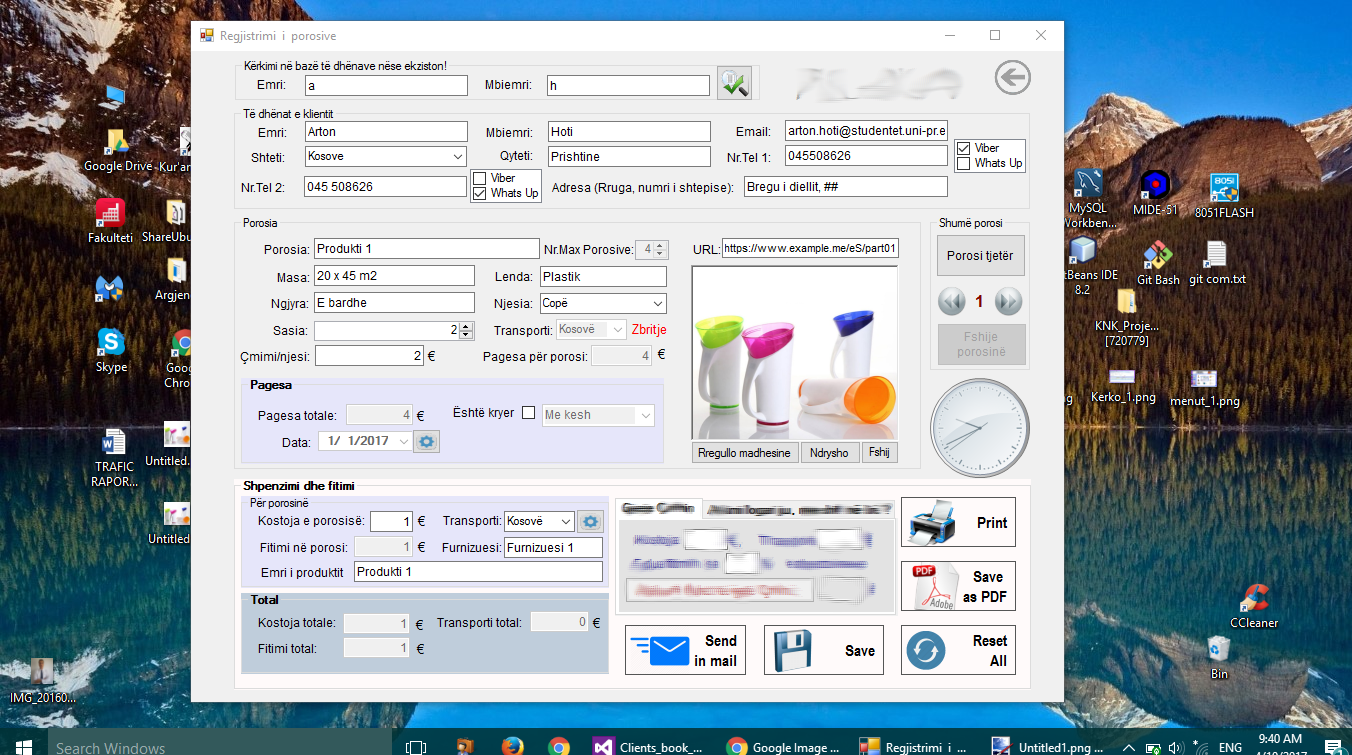 Regjistrimi i porosive
Kërkimi në bazë të dhënave nëse ekziston!
Emri: a Mbiemri: h
Të dhënat e klientit
Emri: Arton Mbiemri: Hoti Email: arton.hoti@studentet.uni-pr.e
Shteti: Kosove Qyteti: Prishtine Nr.Tel 1: 045508626 Viber
Whats Up
Nr.Tel 2: 045 508626 Viber
Whats Up
Adresa (Rruga, numri i shtepise): Bregu i diellit, ##
Porosia
Porosia: Produkti 1 Nr.Max Porosive: 4 URL: https://www.example.me/eS/part01
Masa: 20 x 45 m2 Lenda: Plastik
Ngjyra: E bardhe Njesia: Copë
Sasia: 2 Transporti: Kosovë Zbritje
Çmimi/njesi: 2 € Pagesa për porosi: 4 €
Pagesa
Pagesa totale: 4 € Është kryer Me kesh
Data: 1/ 1/2017
Rregullo madhesine Ndrysho Fshij
Shumë porosi
Porosi tjetër
1
Fshije
porosinë
Shpenzimi dhe fitimi
Për porosinë
Kostoja e porosisë: 1 € Transporti: Kosovë
Fitimi në porosi: 1 € Furnizuesi: Furnizuesi 1
Emri i produktit Produkti 1
Total
Kostoja totale: 1 € Transporti total: 0 €
Fitimi total: 1 €
Print
PDF
Adobe
Save
as PDF
Send
in mail
Save
Reset
All
Google Drive
Kur'ar
Fakulteti
ShareUbu
Argjen
Skype
Goo
Chro
TRAFIC
RAPOR...
Untitled.
Untitled
IMG_20160...
MySQL
Workben...
MIDE-51
8051
8051FLASH
tBeans IDE
8.2
Git Bash
git com.txt
KNK_Proje...
[720779]
ng
Kerko_1.png
menut_1.png
CCleaner
Bin
Search Windows
Clients_book_...
Google Image ...
Regjistrimi i ...
Untitled1.png ...
ENG
9:40 AM